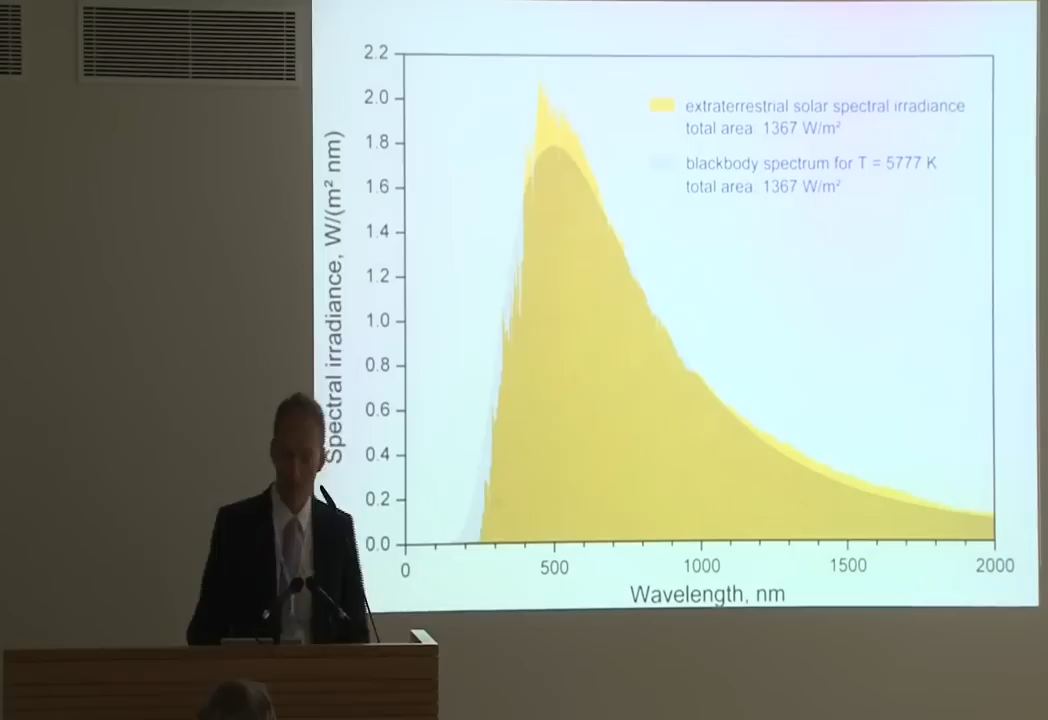 2.2
2.0
1.8
1.6
1.4
1.2
1.0
0.8
0.6
0.4
0.2
0.0
Spectral irradiance, W/(m² nm)
extraterrestrial solar spectral irradiance
total area 1367 W/m²
blackbody spectrum for T = 5777 K
total area 1367 W/m²
0 500 1000 1500 2000
Wavelength, nm